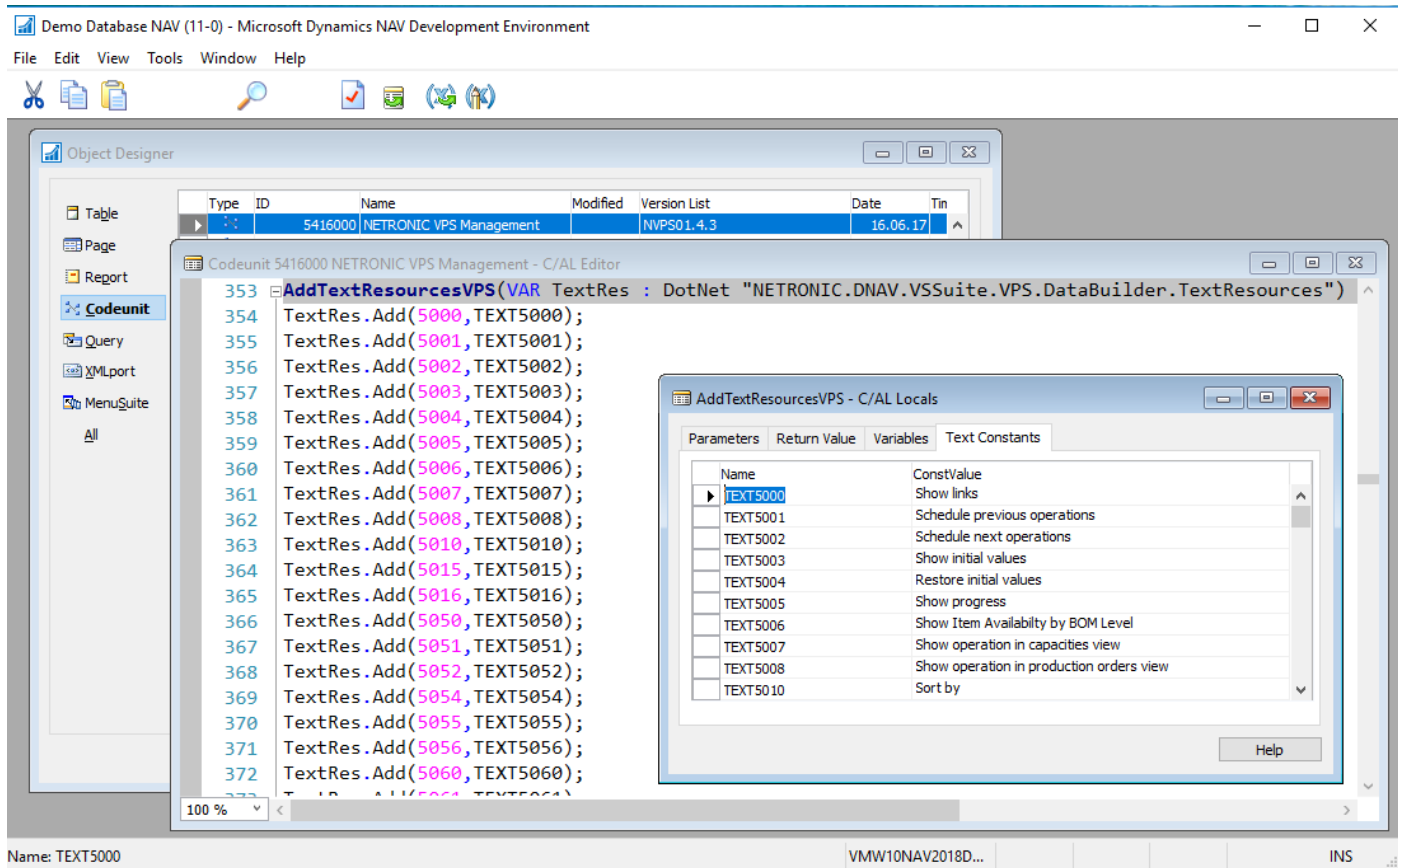 Demo Database NAV (11-0) - Microsoft Dynamics NAV Development Environment
File Edit View Tools Window Help
Object Designer
Type ID Name Modified Version List Date Tim
5416000 NETRONIC VPS Management NVPS01.4.3 16.06.17
Table
Page
Report
Codeunit
Query
XMLport
MenuSuite
All
Codeunit 5416000 NETRONIC VPS Management - C/AL Editor
353 AddTextResourcesVPS(VAR TextRes : DotNet "NETRONIC.DNAV.VSSuite.VPS.DataBuilder.TextResources")
354 TextRes.Add(5000,TEXT5000);
355 TextRes.Add(5001,TEXT5001);
356 TextRes.Add(5002,TEXT5002);
357 TextRes.Add(5003,TEXT5003);
358 TextRes.Add(5004,TEXT5004);
359 TextRes.Add(5005,TEXT5005);
360 TextRes.Add(5006,TEXT5006);
361 TextRes.Add(5007,TEXT5007);
362 TextRes.Add(5008,TEXT5008);
363 TextRes.Add(5010,TEXT5010);
364 TextRes.Add(5015,TEXT5015);
365 TextRes.Add(5016,TEXT5016);
366 TextRes.Add(5050,TEXT5050);
367 TextRes.Add(5051,TEXT5051);
368 TextRes.Add(5052,TEXT5052);
369 TextRes.Add(5054,TEXT5054);
370 TextRes.Add(5055,TEXT5055);
371 TextRes.Add(5056,TEXT5056);
372 TextRes.Add(5060,TEXT5060);
100 %
AddTextResourcesVPS - C/AL Locals
Parameters Return Value Variables Text Constants
Name ConstValue
TEXT5000 Show links
TEXT5001 Schedule previous operations
TEXT5002 Schedule next operations
TEXT5003 Show initial values
TEXT5004 Restore initial values
TEXT5005 Show progress
TEXT5006 Show Item Availabilty by BOM Level
TEXT5007 Show operation in capacities view
TEXT5008 Show operation in production orders view
TEXT5010 Sort by
Help
Name: TEXT5000 VMW10NAV2018D... INS